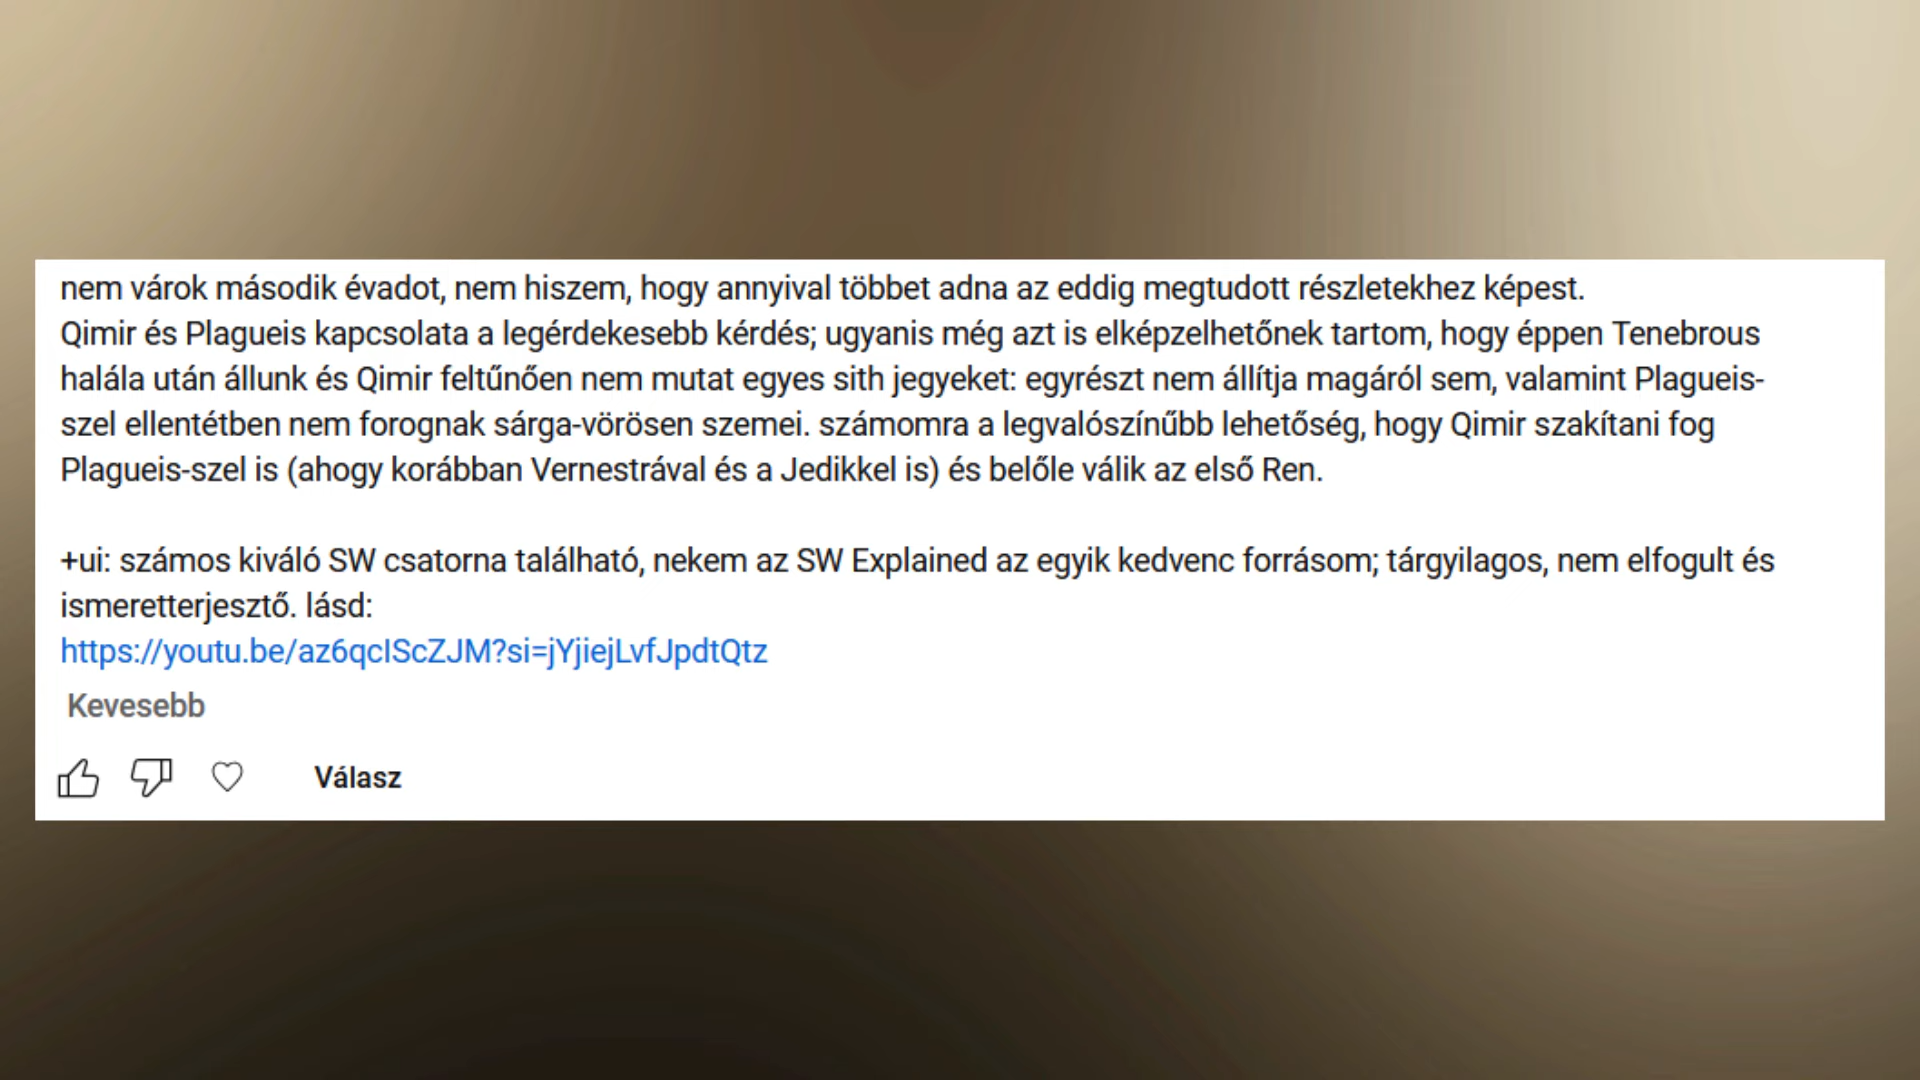 nem várok második évadot, nem hiszem, hogy annyival többet adna az eddig megtudott részletekhez képest.
Qimir és Plagueis kapcsolata a legérdekesebb kérdés; ugyanis még azt is elképzelhetőnek tartom, hogy éppen Tenebrous
halála után állunk és Qimir feltűnően nem mutat egyes sith jegyeket: egyrészt nem állítja magáról sem, valamint Plagueis-
szel ellentétben nem forognak sárga-vörösen szemei. számomra a legvalószínűbb lehetőség, hogy Qimir szakítani fog
Plagueis-szel is (ahogy korábban Vernestrával és a Jedikkel is) és belőle válik az első Ren.
+ui: számos kiváló SW csatorna található, nekem az SW Explained az egyik kedvenc forrásom; tárgyilagos, nem elfogult és
ismeretterjesztő. lásd:
https://youtu.be/az6qcIScZJM?si=jYjiejLvfJpdtQtz
Kevesebb
Válasz